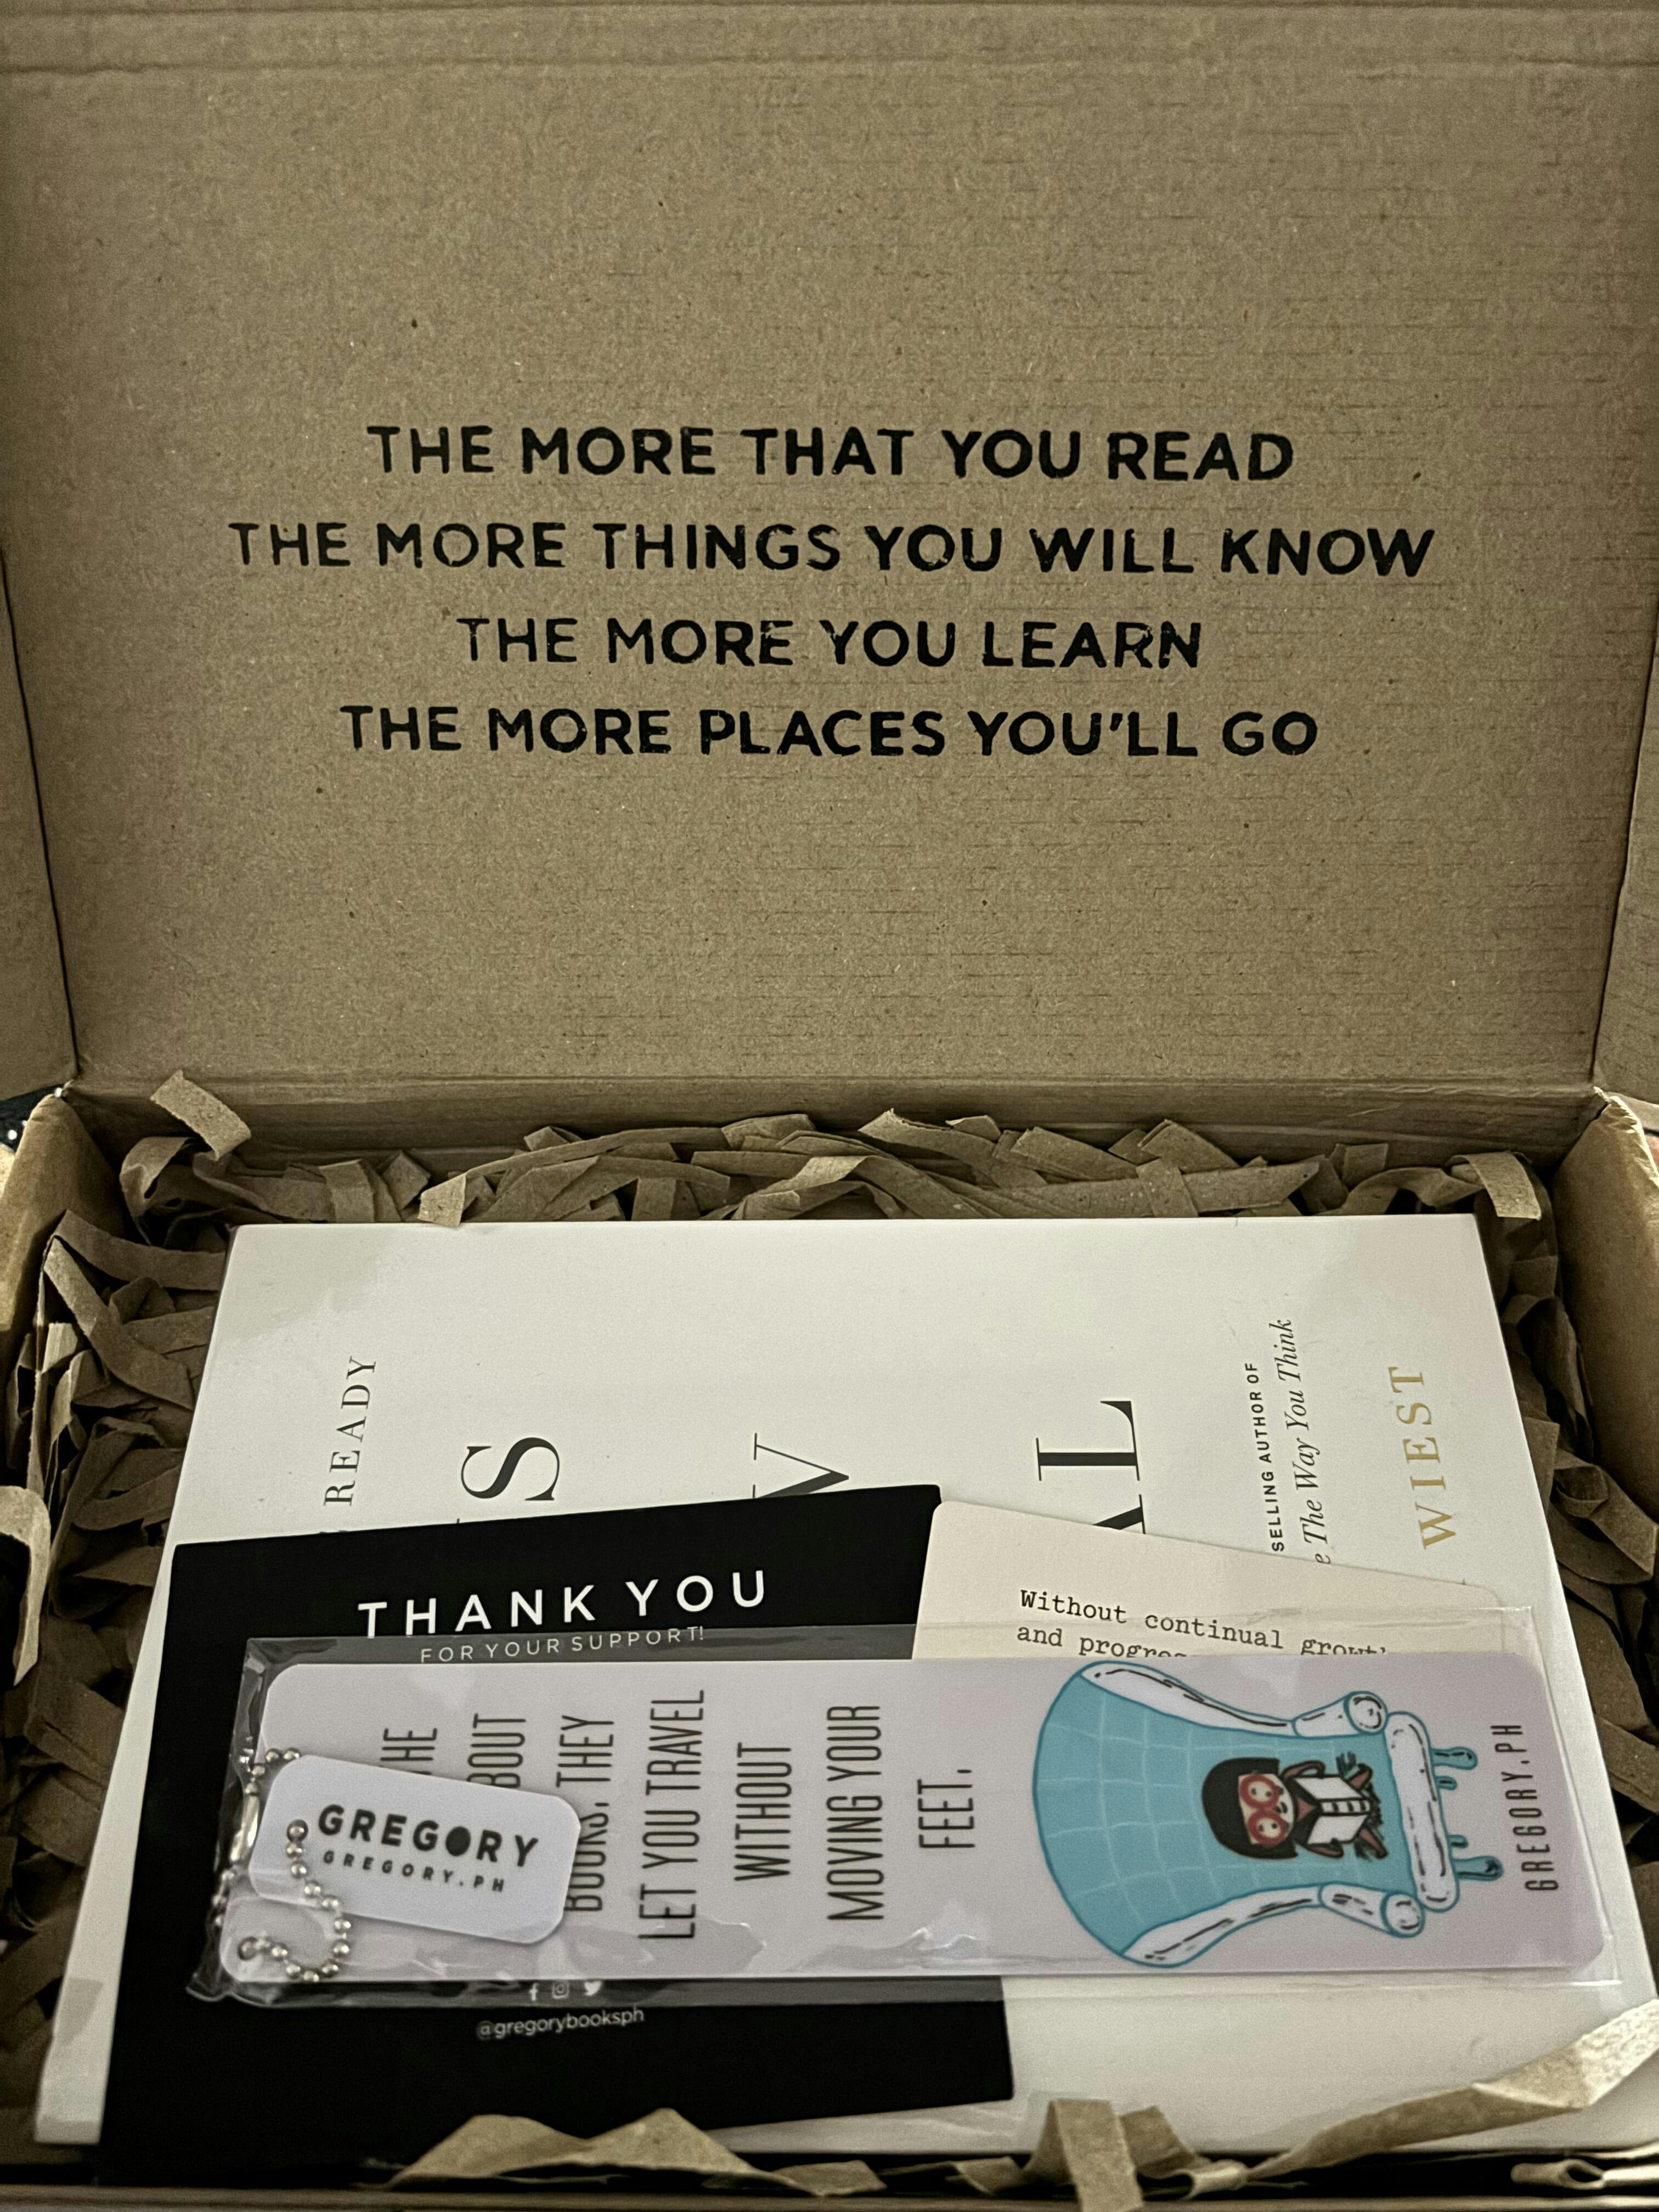 THE MORE THAT YOU READ
THE MORE THINGS YOU WILL KNOW
THE MORE YOU LEARN
THE MORE PLACES YOU'LL GO
READY
S
V
L
SELLING AUTHOR OF
The Way You Think
WIEST
THANK YOU
FOR YOUR SUPPORT!
@gregorybooksph
Without continual
and
GREGORY
GREGORY.PH
THEY
LET YOU TRAVEL
WITHOUT
MOVING YOUR
FEET.
GREGORY.PH